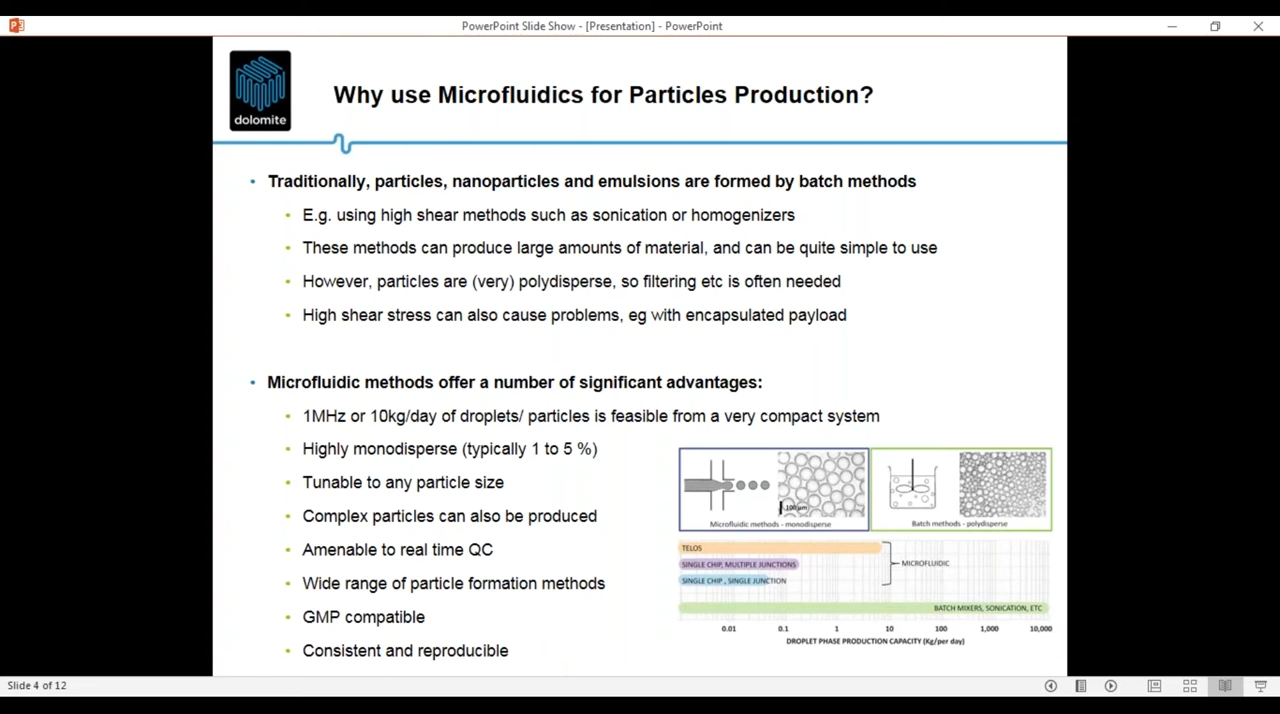 PowerPoint Slide Show - [Presentation] - PowerPoint
dolomite
Why use Microfluidics for Particles Production?
• Traditionally, particles, nanoparticles and emulsions are formed by batch methods
• E.g. using high shear methods such as sonication or homogenizers
• These methods can produce large amounts of material, and can be quite simple to use
• However, particles are (very) polydisperse, so filtering etc is often needed
• High shear stress can also cause problems, eg with encapsulated payload
• Microfluidic methods offer a number of significant advantages:
• 1MHz or 10kg/day of droplets/ particles is feasible from a very compact system
• Highly monodisperse (typically 1 to 5 %)
• Tunable to any particle size
• Complex particles can also be produced
• Amenable to real time QC
• Wide range of particle formation methods
• GMP compatible
• Consistent and reproducible
100µm
Microfluidic methods - monodisperse
Batch methods - polydisperse
TELOS
SINGLE CHIP, MULTIPLE JUNCTIONS
SINGLE CHIP , SINGLE JUNCTION
MICROFLUIDIC
BATCH MIXERS, SONICATION, ETC
0.01 0.1 1 10 100 1,000 10,000
DROPLET PHASE PRODUCTION CAPACITY (Kg/per day)
Slide 4 of 12